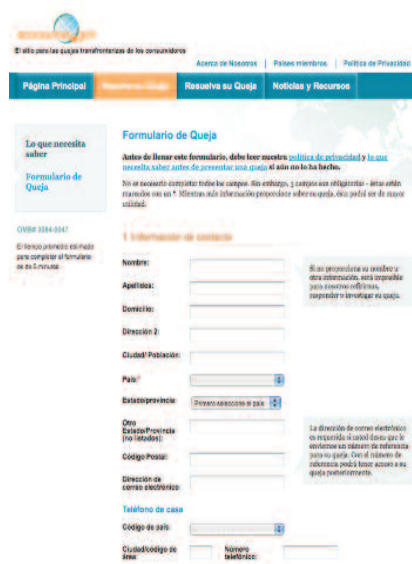 El sitio para las quejas transfronterizas de los consumidores
Acerca de Nosotros | Países miembros | Política de Privacidad
Página Principal
Resuelva su Queja
Noticias y Recursos
Lo que necesita
saber
Formulario de
Queja
OMB# 3084-0047
El tiempo promedio estimado
para completar el formulario
es de 5 minutos
Formulario de Queja
Antes de llenar este formulario, debe leer nuestra política de privacidad y lo que
necesita saber antes de presentar una queja si aún no lo ha hecho.
No es necesario completar todos los campos. Sin embargo, 3 campos son obligatorios - éstos están
marcados con un *. Mientras más información proporcione sobre su queja, ésta podrá ser de mayor
utilidad.
1 Información de contacto
Nombre:
Si no proporciona su nombre u
otra información, será imposible
para nosotros referirnos,
responder o investigar su queja.
Apellidos:
Domicilio:
Dirección 2:
Ciudad/ Población:
País:*
Estado/provincia:
Primero seleccione el país
Otro
Estado/Provincia
(no listados):
La dirección de correo electrónico
es requerida si usted desea que le
enviemos un número de referencia
para su queja. Con el número de
referencia podrá tener acceso a su
queja posteriormente.
Código Postal:
Dirección de
correo electrónico:
Teléfono de casa
Código de país:
Ciudad/código de
área:
Número
telefónico: